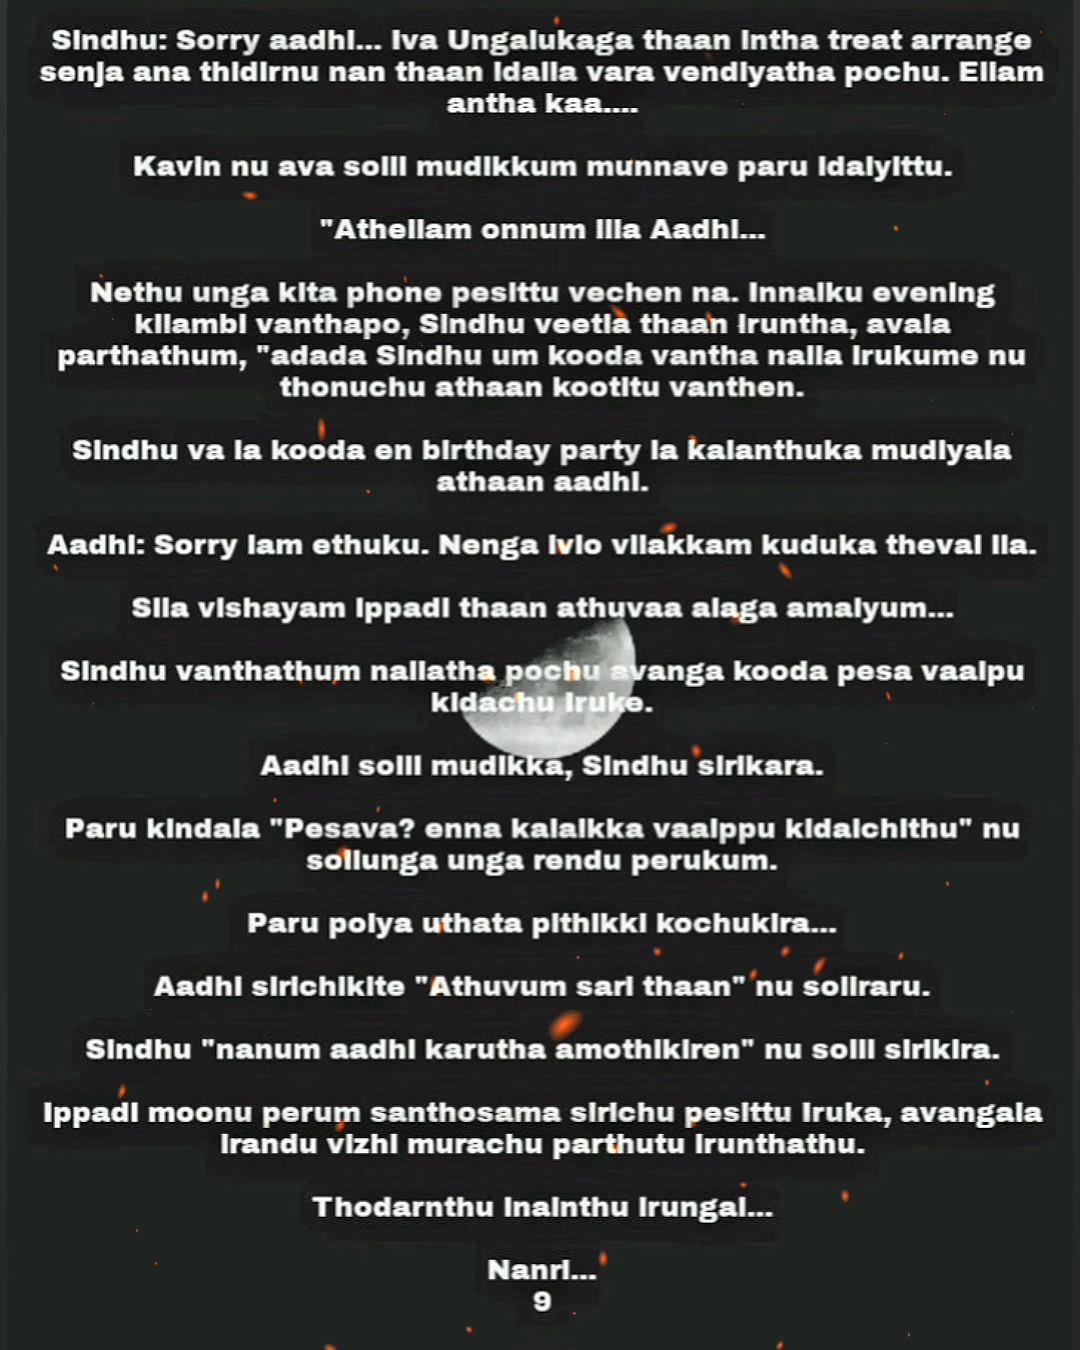 Sindhu: Sorry aadhi... Iva Ungalukaga thaan intha treat arrange
senja ana thidirnu nan thaan idaila vara vendiyatha pochu. Ellam
antha kaa....
Kavin nu ava solli mudikkum munnave paru idaiyittu.
"Athellam onnum illa Aadhi...
Nethu unga kita phone pesittu vechen na. Innaiku evening
kilambi vanthapo, Sindhu veetla thaan iruntha, avala
parthathum, "adada Sindhu um kooda vantha nalla irukume nu
thonuchu athaan kootitu vanthen.
Sindhu va la kooda en birthday party la kalanthuka mudiyala
athaan aadhi.
Aadhi: Sorry lam ethuku. Nenga ivlo vilakkam kuduka thevai ila.
Sila vishayam ippadi thaan athuvaa alaga amaiyum...
Sindhu vanthathum nallatha pochu avanga kooda pesa vaaipu
kidachu iruke.
Aadhi solli mudikka, Sindhu sirikara.
Paru kindala "Pesava? enna kalaikka vaaippu kidaichithu" nu
sollunga unga rendu perukum.
Paru poiya uthata pithikki kochukira...
Aadhi sirichikite "Athuvum sari thaan" nu solraru.
Sindhu "nanum aadhi karutha amothikiren" nu solli sirikira.
Ippadi moonu perum santhosama sirichu pesittu iruka, avangala
irandu vizhi murachu parthutu irunthathu.
Thodarnthu inainthu irungal...
Nanri...
9